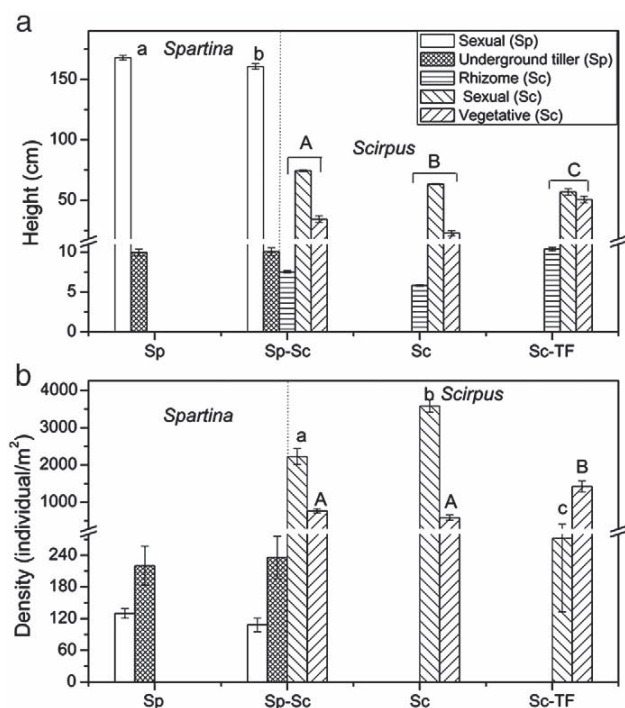 a
Spartina
a
b
Sexual (Sp)
Underground tiller (Sp)
Rhizome (Sc)
Sexual (Sc)
Vegetative (Sc)
A
Scirpus
B
C
Height (cm)
150
100
50
10
5
0
Sp
Sp-Sc
Sc
Sc-TF
b
Spartina
Scirpus
a
A
b
A
c
B
Density (individual/m²)
4000
3000
2000
1000
240
180
120
60
0
Sp
Sp-Sc
Sc
Sc-TF